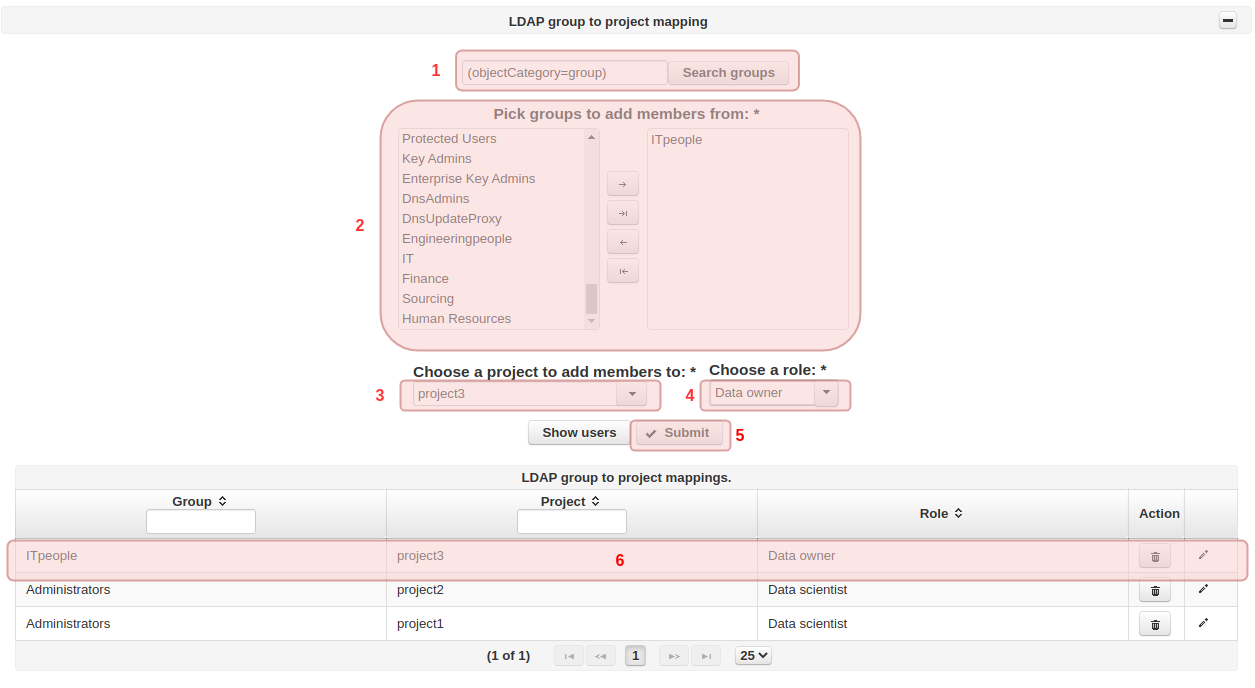 LDAP group to project mapping
1
(objectCategory=group) Search groups
Pick groups to add members from: *
Protected Users
Key Admins
Enterprise Key Admins
DnsAdmins
DnsUpdateProxy
Engineeringpeople
IT
Finance
Sourcing
Human Resources
ITpeople
2
Choose a project to add members to: * Choose a role: *
3 project3 4 Data owner
Show users Submit 5
LDAP group to project mappings.
Group Project Role Action
ITpeople project3 6 Data owner
Administrators project2 Data scientist
Administrators project1 Data scientist
(1 of 1) 1 25